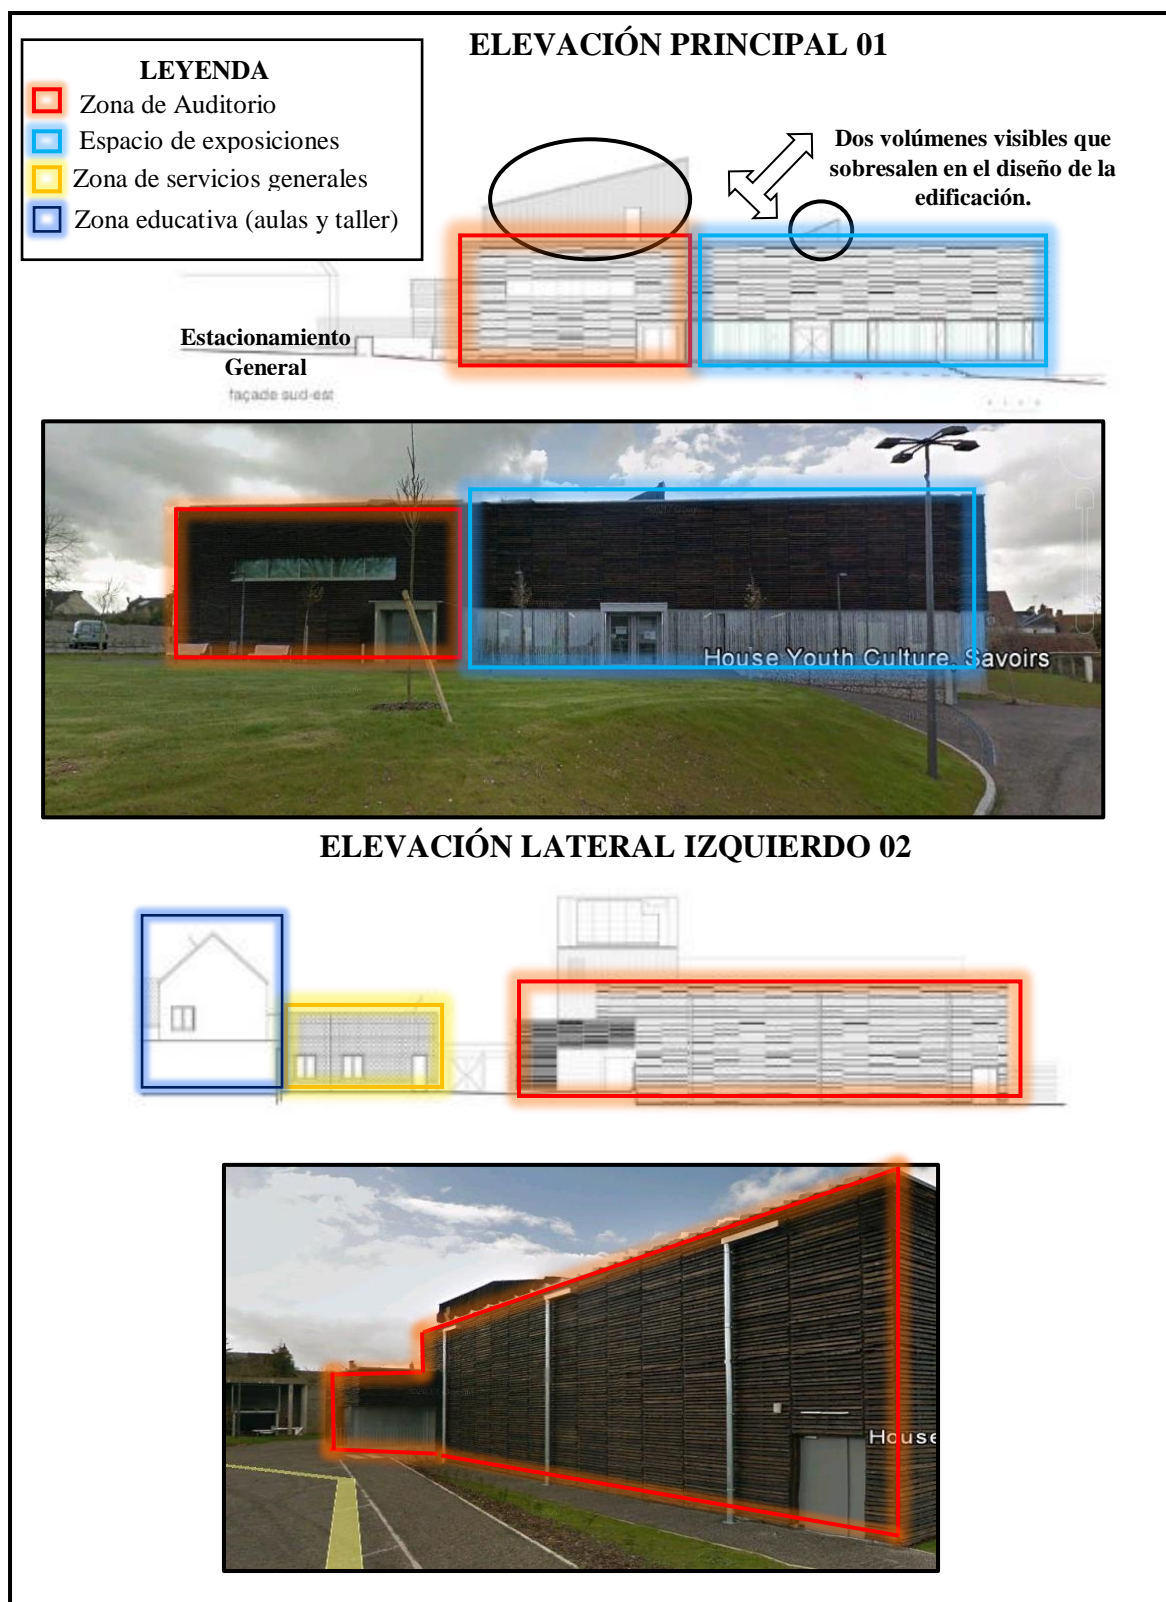 ELEVACIÓN PRINCIPAL 01
LEYENDA
Zona de Auditorio
Espacio de exposiciones
Zona de servicios generales
Zona educativa (aulas y taller)
Dos volúmenes visibles que
sobresalen en el diseño de la
edificación.
Estacionamiento
General
façade sud-est
House Youth Culture, Savoirs
ELEVACIÓN LATERAL IZQUIERDO 02
House